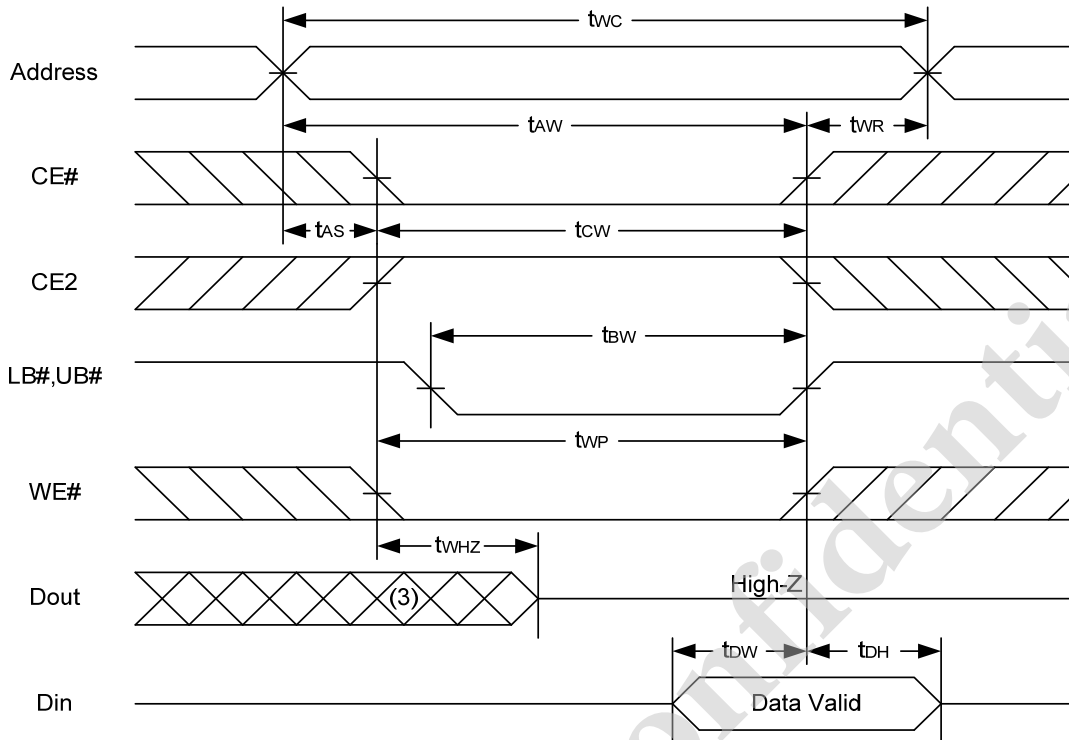 tWC
Address
tAW
tWR
CE#
tAS
tCW
CE2
tBW
LB#,UB#
tWP
WE#
tWHZ
Dout
(3)
High-Z
tDW
tDH
Din
Data Valid
onfidenti